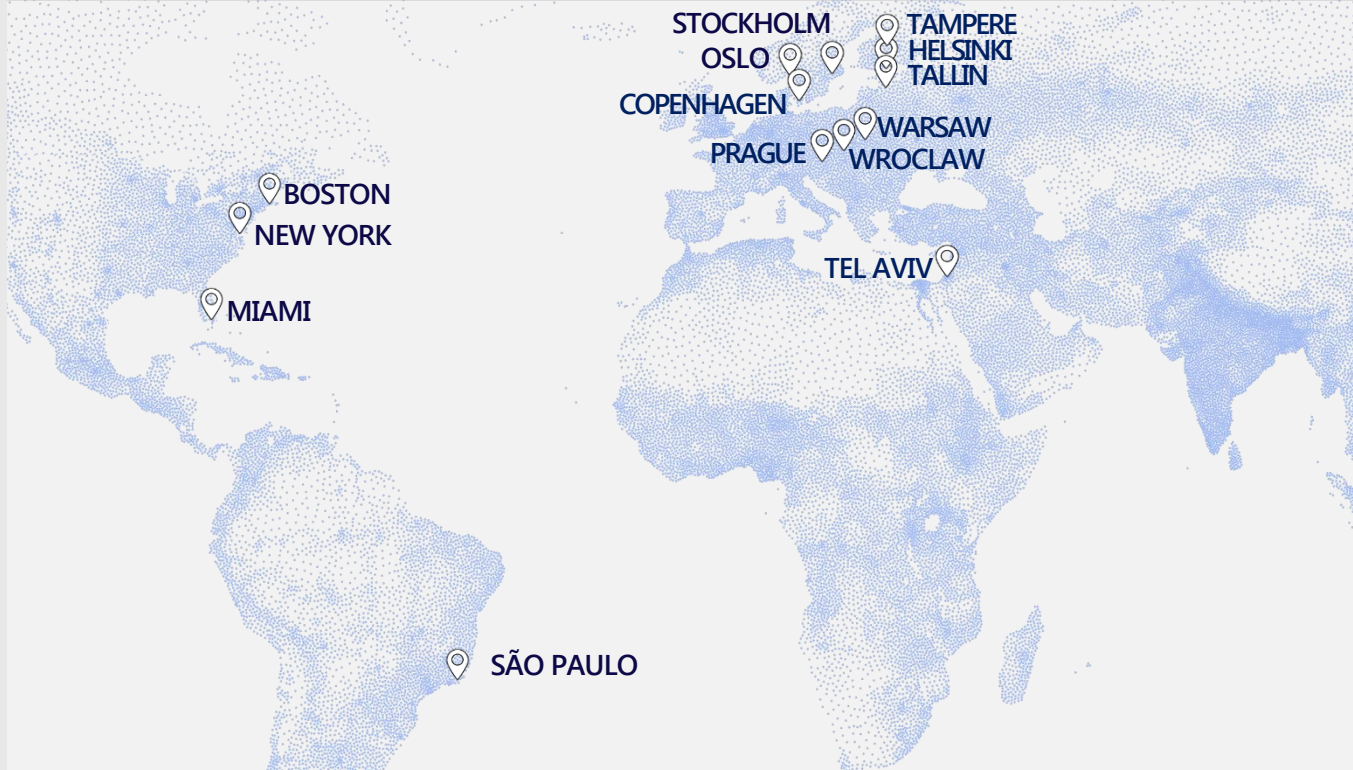 STOCKHOLM
TAMPERE
OSLO
HELSINKI
TALLIN
COPENHAGEN
WARSAW
PRAGUE
WROCLAW
BOSTON
NEW YORK
TEL AVIV
MIAMI
SÃO PAULO